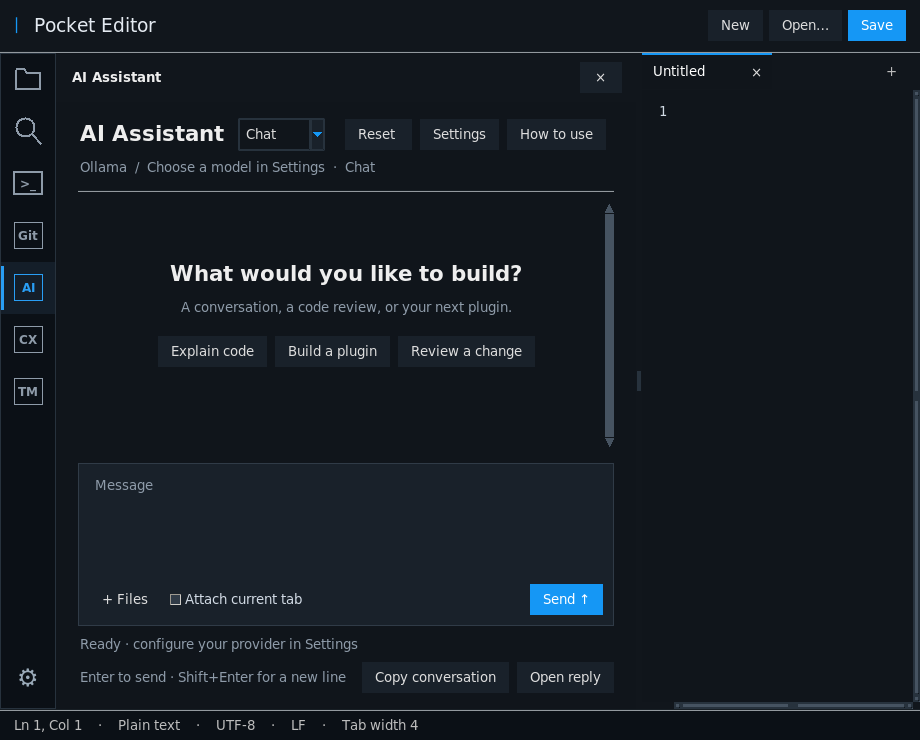 Pocket Editor
New
Open...
Save
AI Assistant
×
Untitled
×
+
AI Assistant
Chat
Reset
Settings
How to use
Ollama / Choose a model in Settings · Chat
1
>_
Git
AI
CX
TM
What would you like to build?
A conversation, a code review, or your next plugin.
Explain code
Build a plugin
Review a change
Message
+ Files
Attach current tab
Send ↑
Ready · configure your provider in Settings
Enter to send · Shift+Enter for a new line
Copy conversation
Open reply
Ln 1, Col 1 · Plain text · UTF-8 · LF · Tab width 4